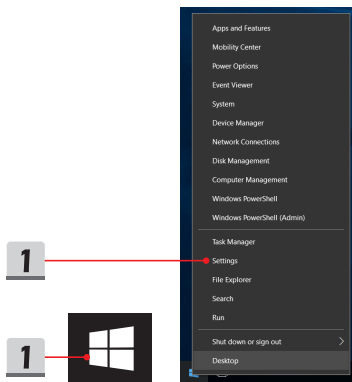 Apps and Features
Mobility Center
Power Options
Event Viewer
System
Device Manager
Network Connections
Disk Management
Computer Management
Windows PowerShell
Windows PowerShell (Admin)
Task Manager
1
Settings
File Explorer
Search
Run
1
Shut down or sign out
Desktop